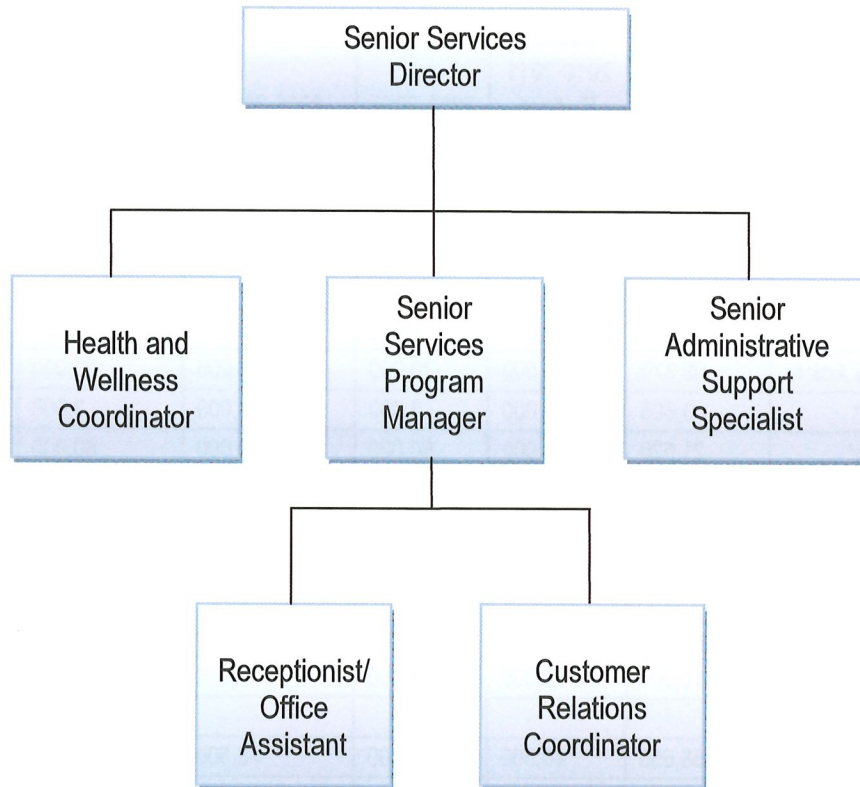 Senior Services
Director
Health and
Wellness
Coordinator
Senior
Services
Program
Manager
Senior
Administrative
Support
Specialist
Receptionist/
Office
Assistant
Customer
Relations
Coordinator